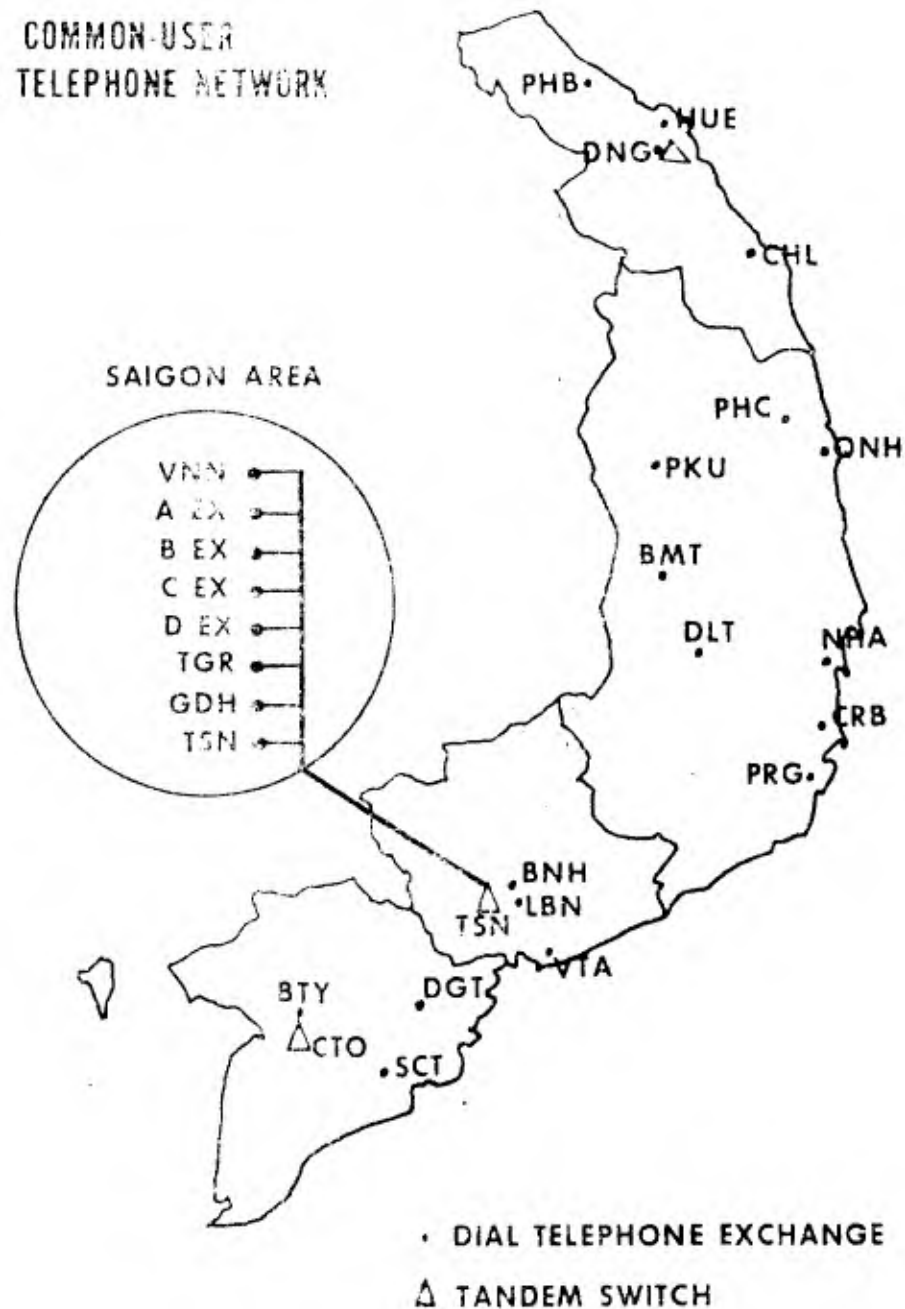 COMMON-USER
TELEPHONE NETWORK
PHB
HUE
DNG
CHL
SAIGON AREA
PHC
QNH
VNN
PKU
A EX
B EX
BMT
C EX
D EX
DLT
NHA
TGR
GDH
CRB
TSN
PRG
BNH
LBN
TSN
VTA
BTY
DGT
CTO
SCT
DIAL TELEPHONE EXCHANGE
TANDEM SWITCH